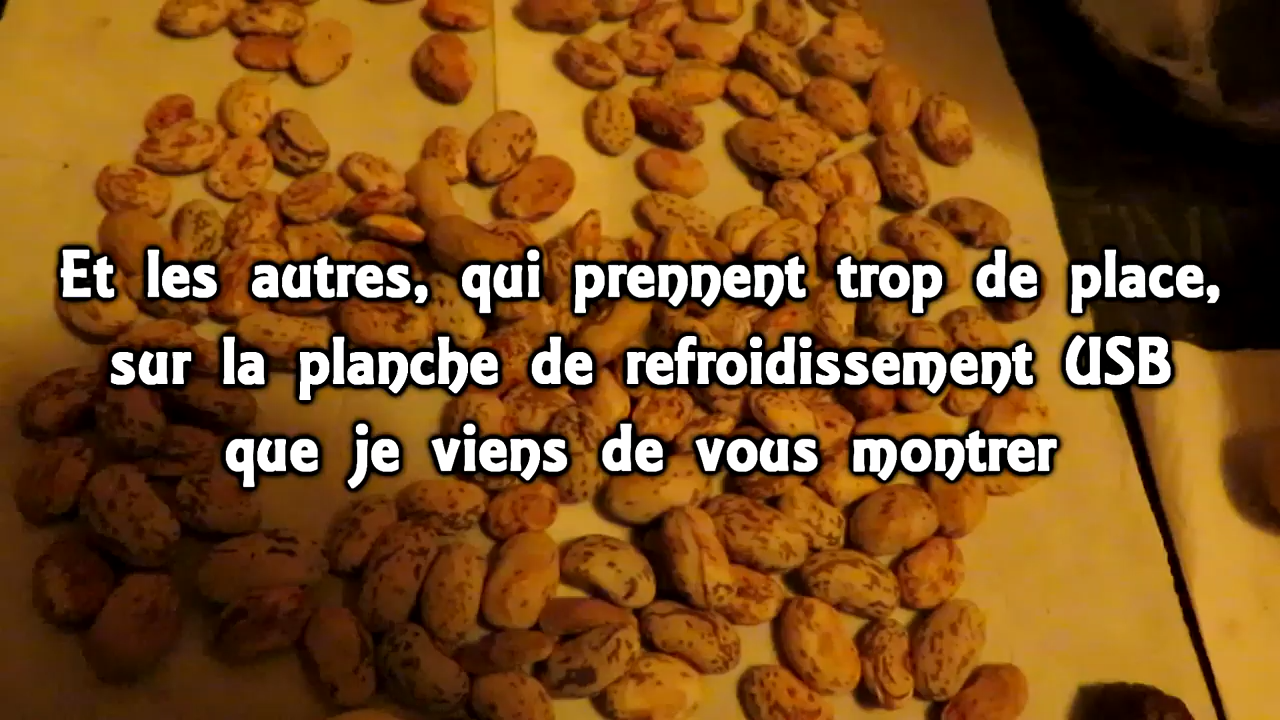 Et les autres, qui prennent trop de place,
sur la planche de refroidissement USB
que je viens de vous montrer